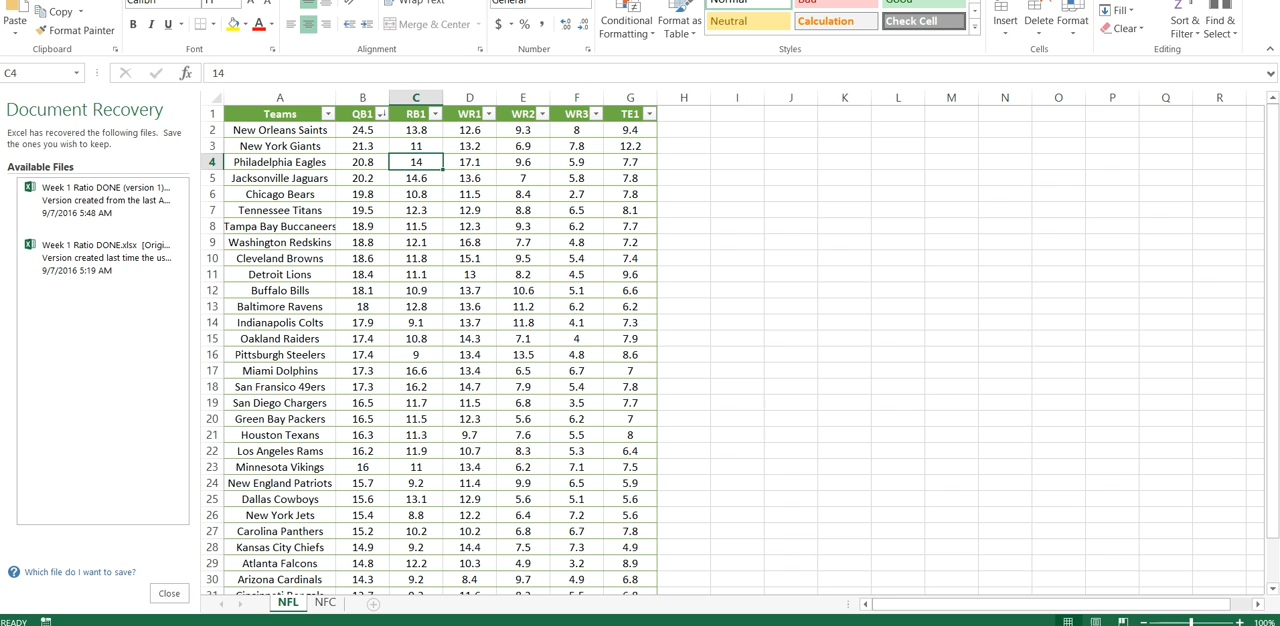 Calibri 11 A A Wrap Text General Normal Bad Good
Paste Copy B I U Merge & Center $ % , Conditional Format as Neutral Calculation Check Cell Insert Delete Format Fill Sort & Find &
Format Painter Formatting Table Clear Filter Select
Clipboard Font Alignment Number Styles Cells Editing
C4 fx 14
Document Recovery
Excel has recovered the following files. Save
the ones you wish to keep.
Available Files
Week 1 Ratio DONE (version 1)...
Version created from the last A...
9/7/2016 5:48 AM
Week 1 Ratio DONE.xlsx [Origi...
Version created last time the us...
9/7/2016 5:19 AM
Which file do I want to save?
Close
A B C D E F G H I J K L M N O P Q R
1 Teams QB1 RB1 WR1 WR2 WR3 TE1
2 New Orleans Saints 24.5 13.8 12.6 9.3 8 9.4
3 New York Giants 21.3 11 13.2 6.9 7.8 12.2
4 Philadelphia Eagles 20.8 14 17.1 9.6 5.9 7.7
5 Jacksonville Jaguars 20.2 14.6 13.6 7 5.8 7.8
6 Chicago Bears 19.8 10.8 11.5 8.4 2.7 7.8
7 Tennessee Titans 19.5 12.3 12.9 8.8 6.5 8.1
8 Tampa Bay Buccaneers 18.9 11.5 12.3 9.3 6.2 7.7
9 Washington Redskins 18.8 12.1 16.8 7.7 4.8 7.2
10 Cleveland Browns 18.6 11.8 15.1 9.5 5.4 7.4
11 Detroit Lions 18.4 11.1 13 8.2 4.5 9.6
12 Buffalo Bills 18.1 10.9 13.7 10.6 5.1 6.6
13 Baltimore Ravens 18 12.8 13.6 11.2 6.2 6.2
14 Indianapolis Colts 17.9 9.1 13.7 11.8 4.1 7.3
15 Oakland Raiders 17.4 10.8 14.3 7.1 4 7.9
16 Pittsburgh Steelers 17.4 9 13.4 13.5 4.8 8.6
17 Miami Dolphins 17.3 16.6 13.4 6.5 6.7 7
18 San Fransico 49ers 17.3 16.2 14.7 7.9 5.4 7.8
19 San Diego Chargers 16.5 11.7 11.5 6.8 3.5 7.7
20 Green Bay Packers 16.5 11.5 12.3 5.6 6.2 7
21 Houston Texans 16.3 11.3 9.7 7.6 5.5 8
22 Los Angeles Rams 16.2 11.9 10.7 8.3 5.3 6.4
23 Minnesota Vikings 16 11 13.4 6.2 7.1 7.5
24 New England Patriots 15.7 9.2 11.4 9.9 6.5 5.9
25 Dallas Cowboys 15.6 13.1 12.9 5.6 5.1 5.6
26 New York Jets 15.4 8.8 12.2 6.4 7.2 5.6
27 Carolina Panthers 15.2 10.2 10.2 6.8 6.7 7.8
28 Kansas City Chiefs 14.9 9.2 14.4 7.5 7.3 4.9
29 Atlanta Falcons 14.8 12.2 10.3 4.9 3.2 8.9
30 Arizona Cardinals 14.3 9.2 8.4 9.7 4.9 6.8
31 Cincinnati Bengals
NFL NFC
READY 100%